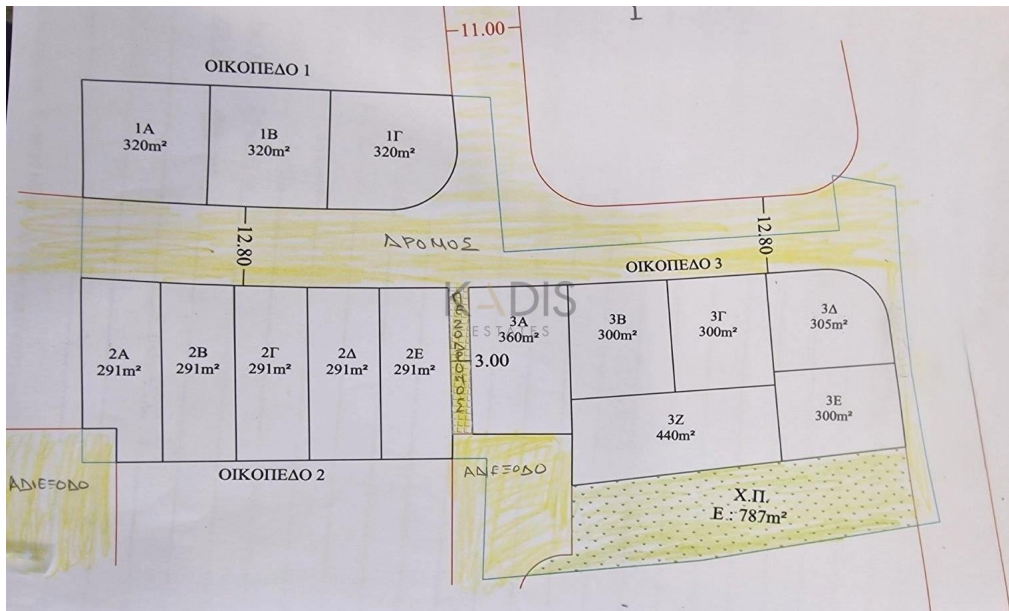 1
11.00
ΟΙΚΟΠΕΔΟ 1
1Α
320m²
1Β
320m²
1Γ
320m²
12.80
ΔΡΟΜΟΣ
12.80
ΟΙΚΟΠΕΔΟ 3
KADIS
ESTATES
2Α
291m²
2Β
291m²
2Γ
291m²
2Δ
291m²
2Ε
291m²
ΠΕΖΟΔΡΟΜΟΣ
3.00
3Α
360m²
3Β
300m²
3Γ
300m²
3Δ
305m²
3Ε
300m²
3Ζ
440m²
ΑΔΙΕΞΟΔΟ
ΟΙΚΟΠΕΔΟ 2
ΑΔΙΕΞΟΔΟ
Χ.Π.
Ε.: 787m²